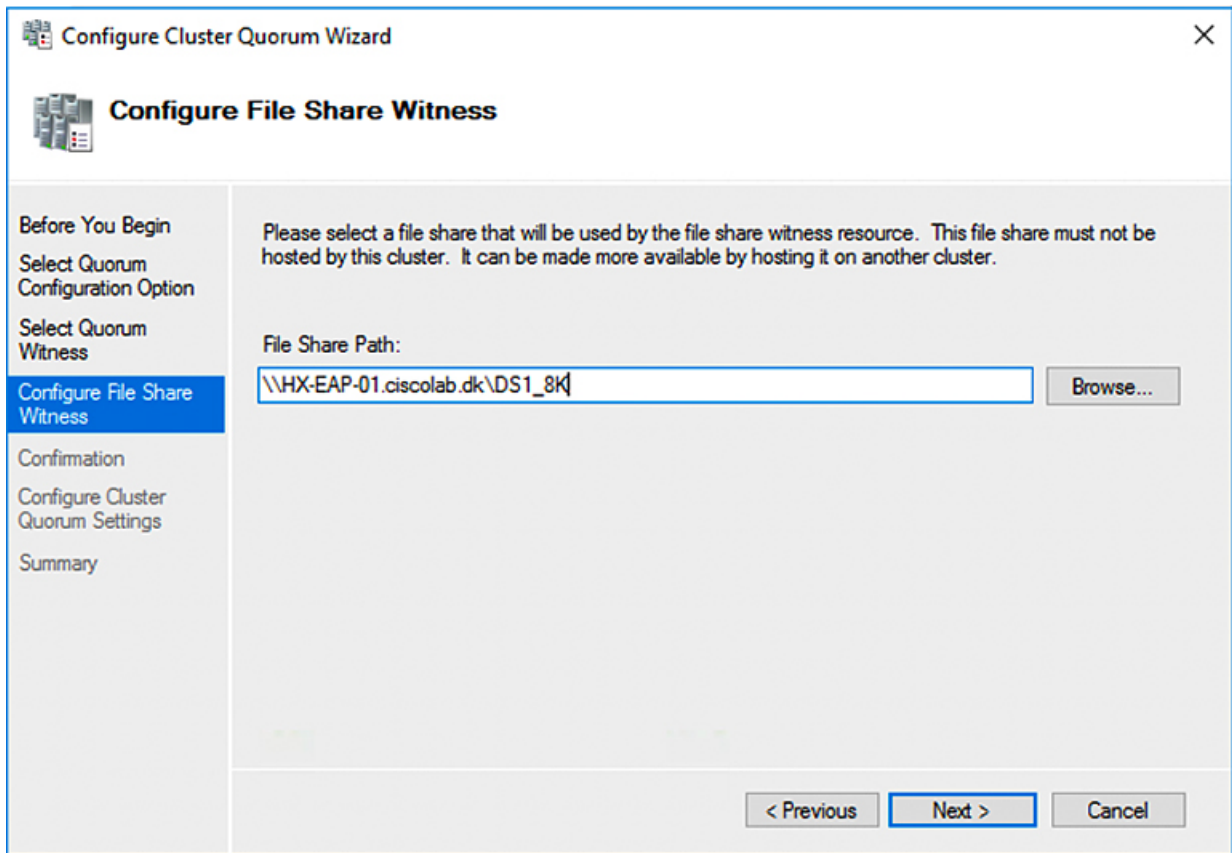 Configure Cluster Quorum Wizard
Configure File Share Witness
Before You Begin
Select Quorum
Configuration Option
Select Quorum
Witness
Configure File Share
Witness
Confirmation
Configure Cluster
Quorum Settings
Summary
Please select a file share that will be used by the file share witness resource. This file share must not be
hosted by this cluster. It can be made more available by hosting it on another cluster.
File Share Path:
\\HX-EAP-01.ciscolab.dk\DS1_8K
Browse...
< Previous
Next >
Cancel